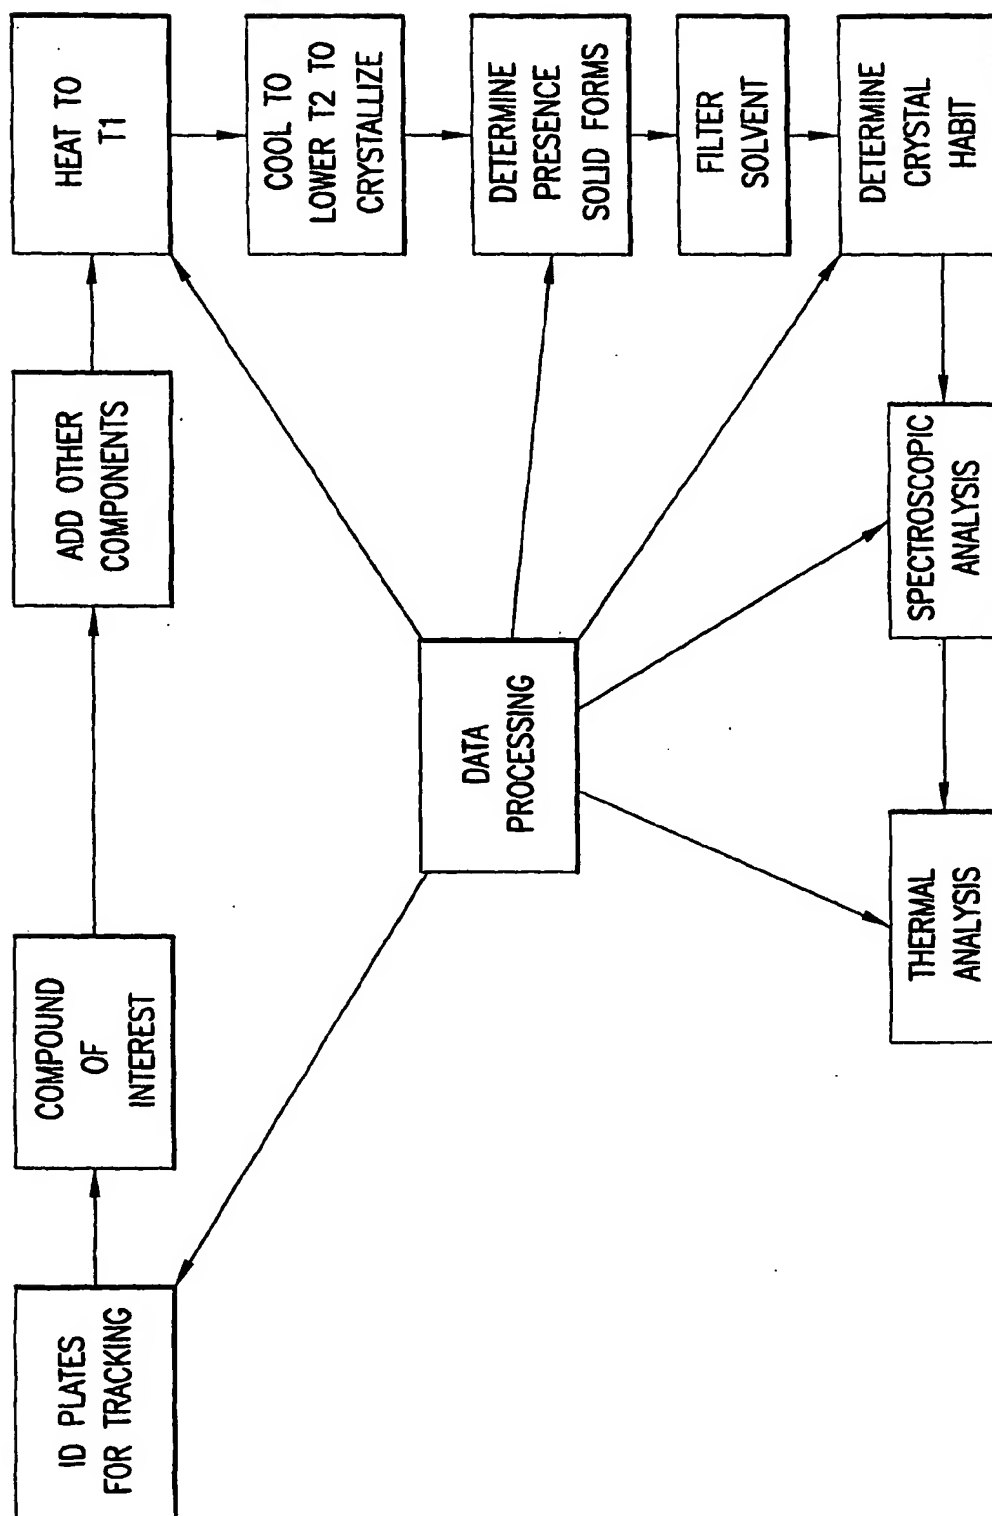 ID PLATES
FOR TRACKING
COMPOUND
OF
INTEREST
ADD OTHER
COMPONENTS
HEAT TO
T1
COOL TO
LOWER T2 TO
CRYSTALLIZE
DETERMINE
PRESENCE
SOLID FORMS
FILTER
SOLVENT
DETERMINE
CRYSTAL
HABIT
SPECTROSCOPIC
ANALYSIS
THERMAL
ANALYSIS
DATA
PROCESSING